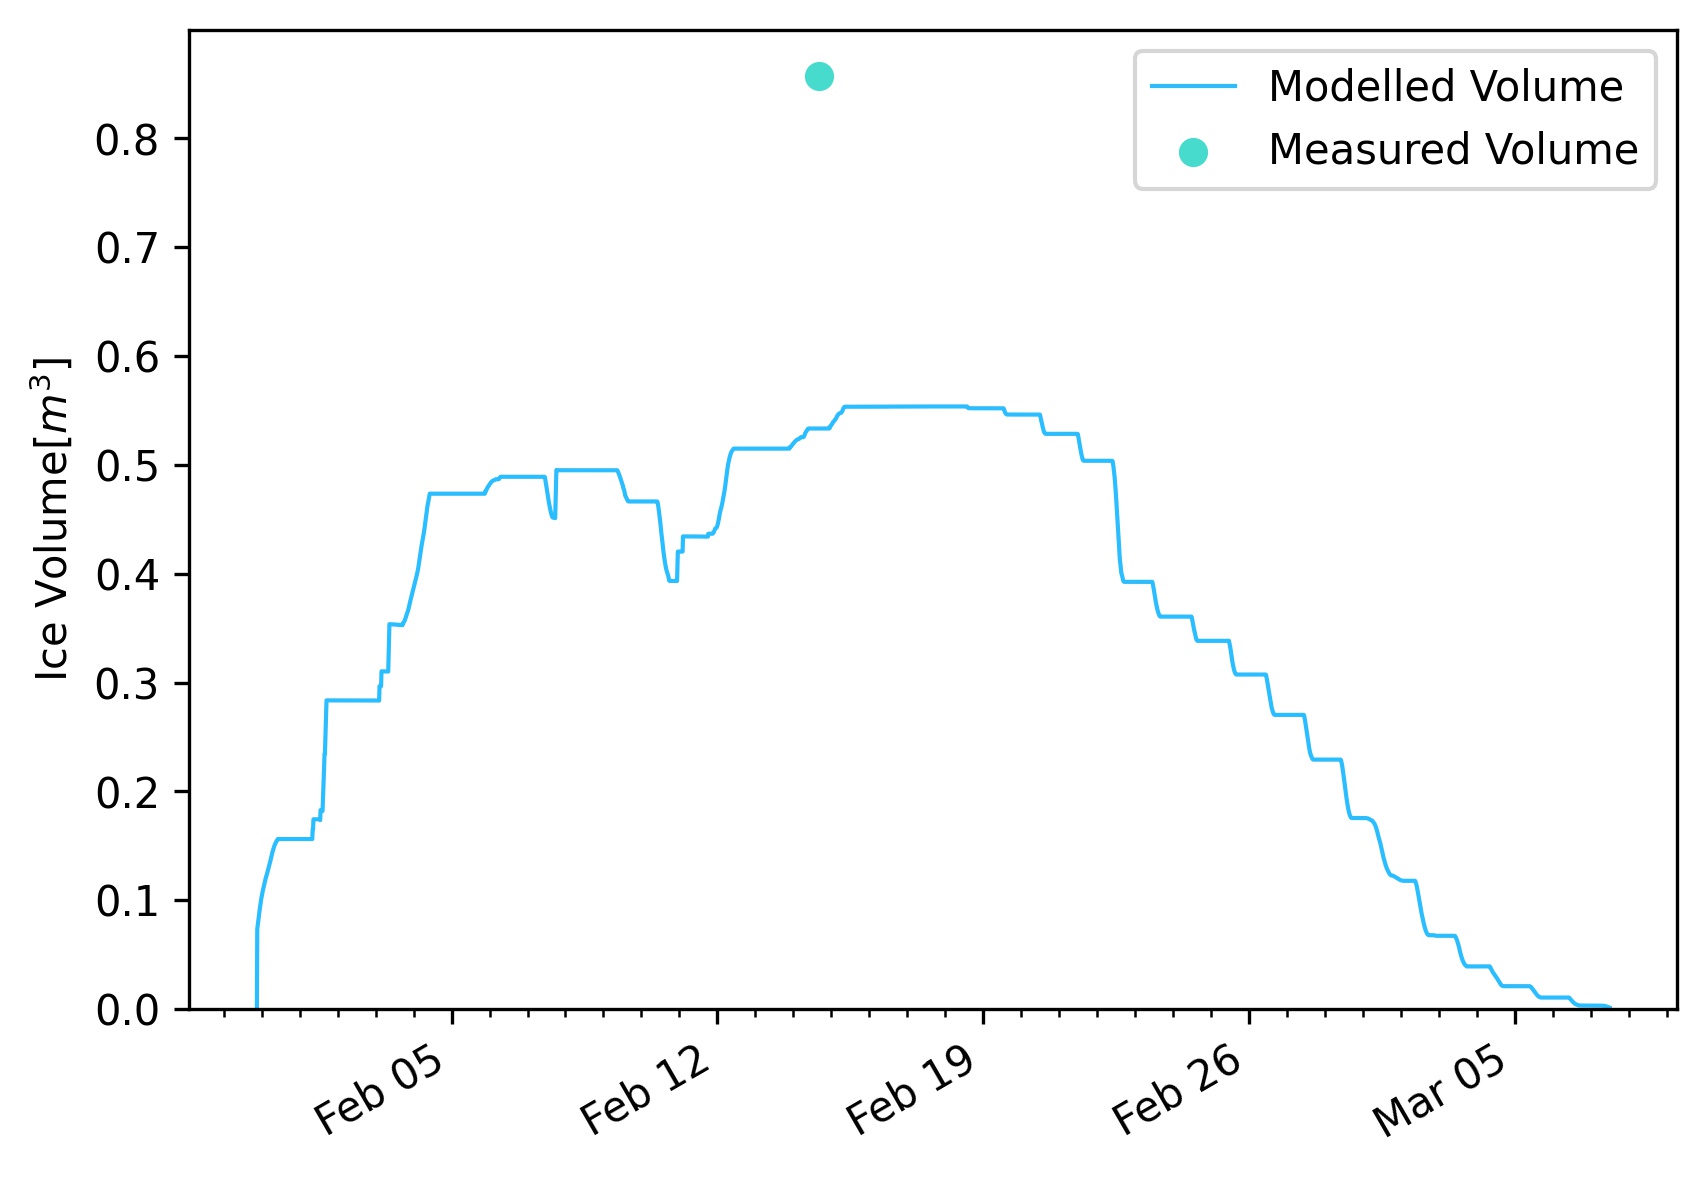 Modelled Volume
Measured Volume
Ice Volume[m³]
0.8
0.7
0.6
0.5
0.4
0.3
0.2
0.1
0.0
Feb 05
Feb 12
Feb 19
Feb 26
Mar 05